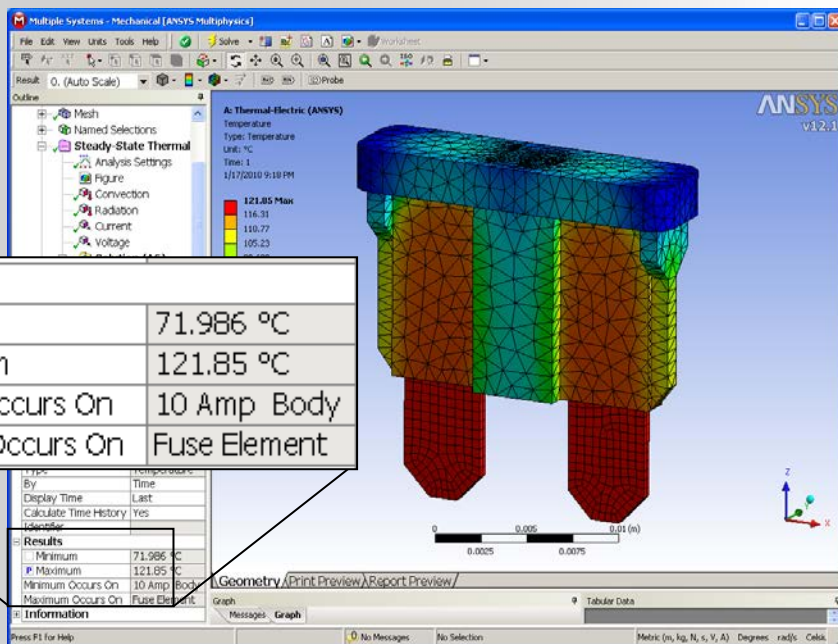 Multiple Systems - Mechanical [ANSYS Multiphysics]
File Edit View Units Tools Help Solve Worksheet
Result 0. (Auto Scale) Probe
Outline
Mesh
Named Selections
Steady-State Thermal
Analysis Settings
Figure
Convection
Radiation
Current
Voltage
A: Thermal-Electric (ANSYS)
Temperature
Type: Temperature
Unit: °C
Time: 1
1/17/2010 9:18 PM
121.85 Max
116.31
110.77
105.23
ANSYS
v12.1
71.986 °C
121.85 °C
Occurs On 10 Amp Body
Occurs On Fuse Element
By Time
Display Time Last
Calculate Time History Yes
Identifier
Results
Minimum 71.986 °C
P Maximum 121.85 °C
Minimum Occurs On 10 Amp Body
Maximum Occurs On Fuse Element
Information
0 0.005 0.01 (m)
0.0025 0.0075
Z
Y
X
Geometry Print Preview Report Preview
Graph
Messages Graph
Tabular Data
Press F1 for Help
0 No Messages
No Selection
Metric (m, kg, N, s, V, A) Degrees rad/s Celsius